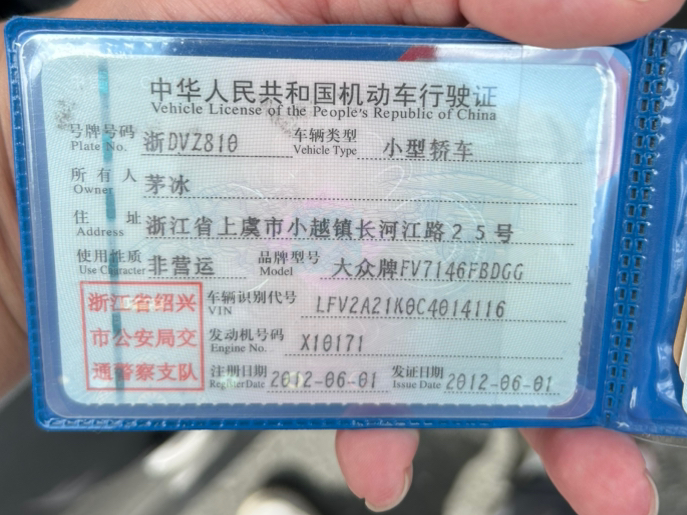 中华人民共和国机动车行驶证
Vehicle License of the People's Republic of China
号牌号码 Plate No. 浙DVZ810 车辆类型 Vehicle Type 小型轿车
所有人 Owner 茅冰
住址 Address 浙江省上虞市小越镇长河江路25号
使用性质 Use Character 非营运 品牌型号 Model 大众牌FV7146FBDGG
车辆识别代号 VIN LFV2A21K0C4014116
发动机号码 Engine No. X10171
注册日期 Register Date 2012-06-01 发证日期 Issue Date 2012-06-01
浙江省绍兴
市公安局交
通警察支队